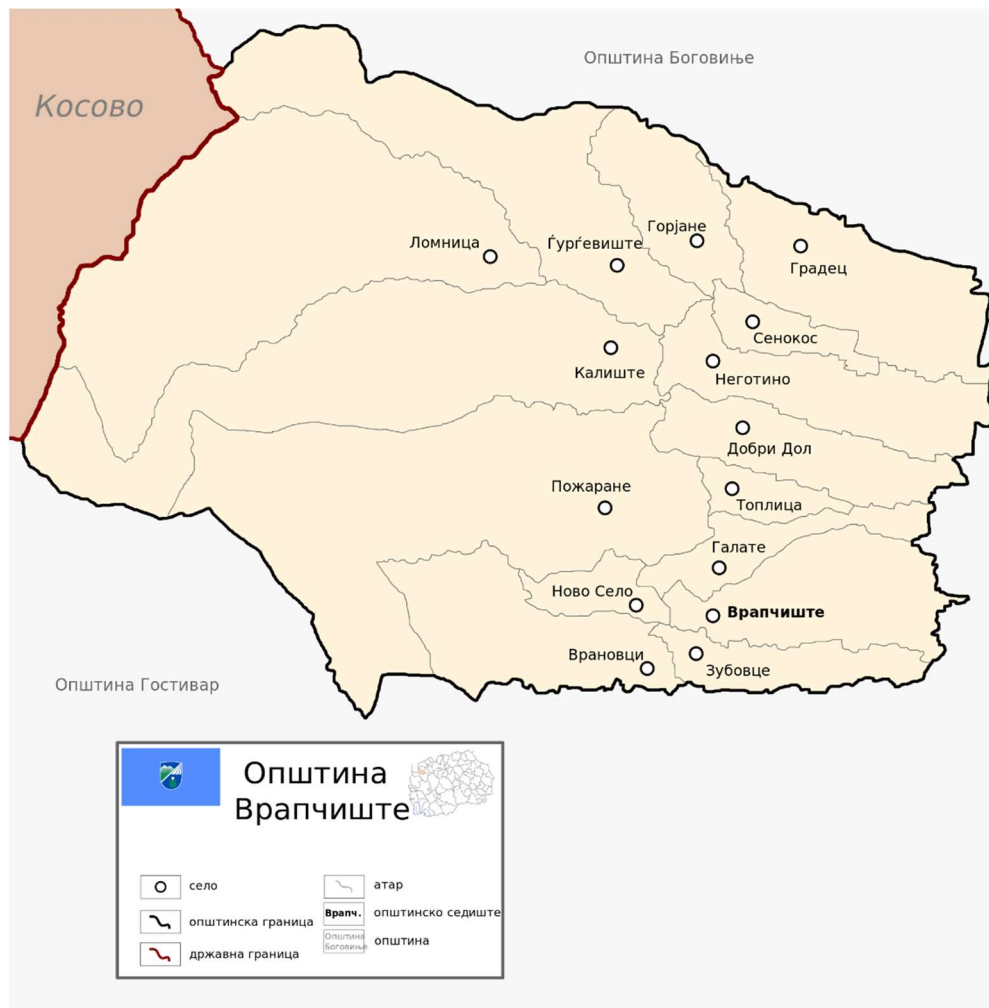 Општина Боговиње
Косово
Горјане
Ломница
Ѓурѓевиште
Градец
Сенокос
Калиште
Неготино
Добри Дол
Пожаране
Топлица
Галате
Ново Село
Врапчиште
Врановци
Зубовце
Општина Гостивар
Општина
Врапчиште
село
атар
Врапч.
општинско седиште
општинска граница
Општина
Боговиње
општина
државна граница